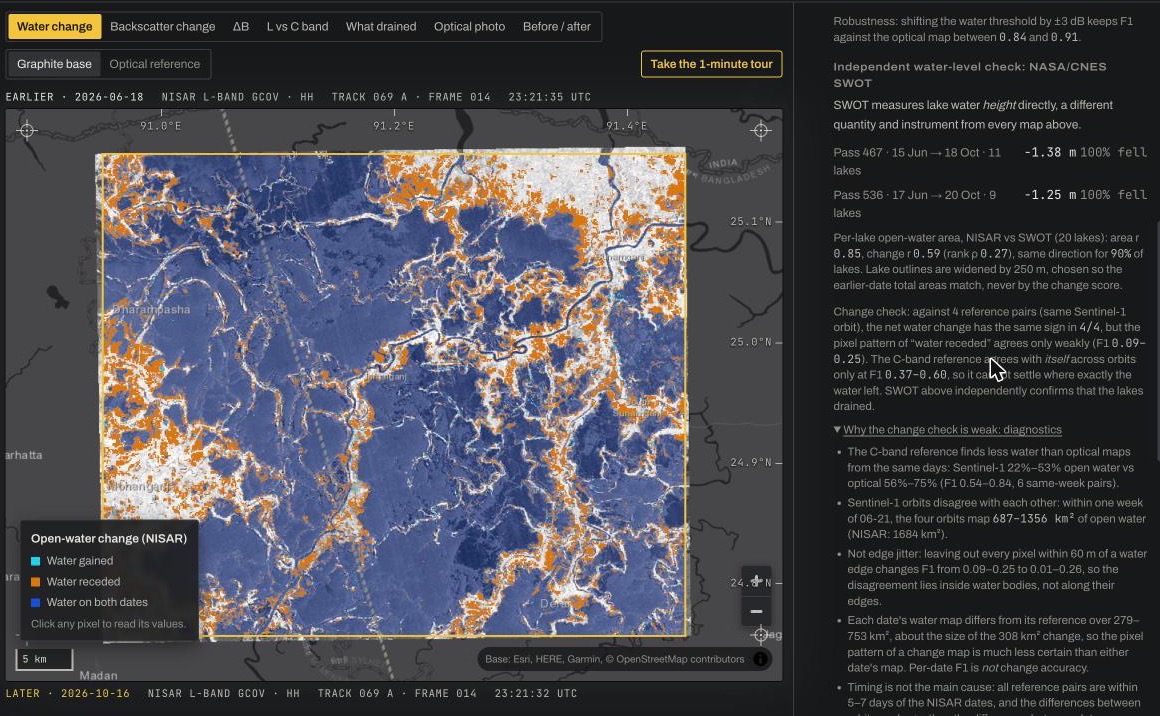 Water change
Backscatter change
ΔB
L vs C band
What drained
Optical photo
Before / after
Graphite base
Optical reference
Take the 1-minute tour
EARLIER · 2026-06-18 NISAR L-BAND GCOV · HH TRACK 069 A · FRAME 014 23:21:35 UTC
91.0°E
91.2°E
91.4°E
INDIA
BANGLADESH
25.1°N
Dharampasha
25.0°N
arhatta
24.9°N
Open-water change (NISAR)
Water gained
Water receded
Water on both dates
Click any pixel to read its values.
5 km
Madan
Base: Esri, HERE, Garmin, © OpenStreetMap contributors
LATER · 2026-10-16 NISAR L-BAND GCOV · HH TRACK 069 A · FRAME 014 23:21:32 UTC
Robustness: shifting the water threshold by ±3 dB keeps F1
against the optical map between 0.84 and 0.91.
Independent water-level check: NASA/CNES
SWOT
SWOT measures lake water height directly, a different
quantity and instrument from every map above.
Pass 467 · 15 Jun → 18 Oct · 11 -1.38 m 100% fell
lakes
Pass 536 · 17 Jun → 20 Oct · 9 -1.25 m 100% fell
lakes
Per-lake open-water area, NISAR vs SWOT (20 lakes): area r
0.85, change r 0.59 (rank ρ 0.27), same direction for 90% of
lakes. Lake outlines are widened by 250 m, chosen so the
earlier-date total areas match, never by the change score.
Change check: against 4 reference pairs (same Sentinel-1
orbit), the net water change has the same sign in 4/4, but the
pixel pattern of "water receded" agrees only weakly (F1 0.09–
0.25). The C-band reference agrees with itself across orbits
only at F1 0.37–0.60, so it settle where exactly the
water left. SWOT above independently confirms that the lakes
drained.
▼ Why the change check is weak: diagnostics
• The C-band reference finds less water than optical maps
from the same days: Sentinel-1 22%–53% open water vs
optical 56%–75% (F1 0.54–0.84, 6 same-week pairs).
• Sentinel-1 orbits disagree with each other: within one week
of 06-21, the four orbits map 687–1356 km² of open water
(NISAR: 1684 km²).
• Not edge jitter: leaving out every pixel within 60 m of a water
edge changes F1 from 0.09–0.25 to 0.01–0.26, so the
disagreement lies inside water bodies, not along their
edges.
• Each date's water map differs from its reference over 279–
753 km², about the size of the 308 km² change, so the pixel
pattern of a change map is much less certain than either
date's map. Per-date F1 is not change accuracy.
• Timing is not the main cause: all reference pairs are within
5–7 days of the NISAR dates, and the differences between